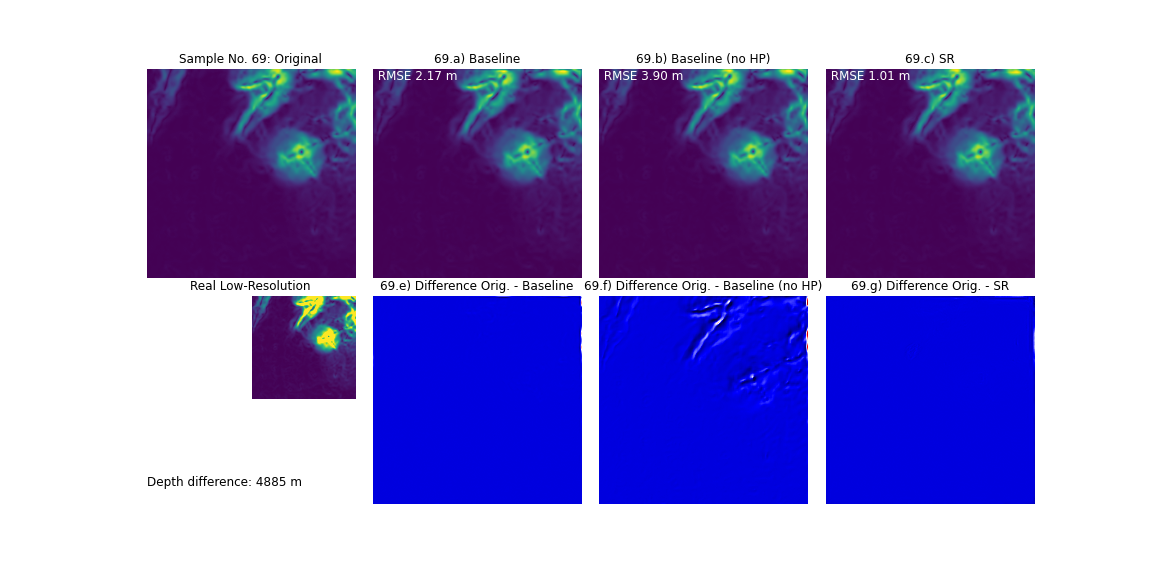 Sample No. 69: Original
69.a) Baseline
69.b) Baseline (no HP)
69.c) SR
RMSE 2.17 m
RMSE 3.90 m
RMSE 1.01 m
Real Low-Resolution
69.e) Difference Orig. - Baseline
69.f) Difference Orig. - Baseline (no HP)
69.g) Difference Orig. - SR
Depth difference: 4885 m